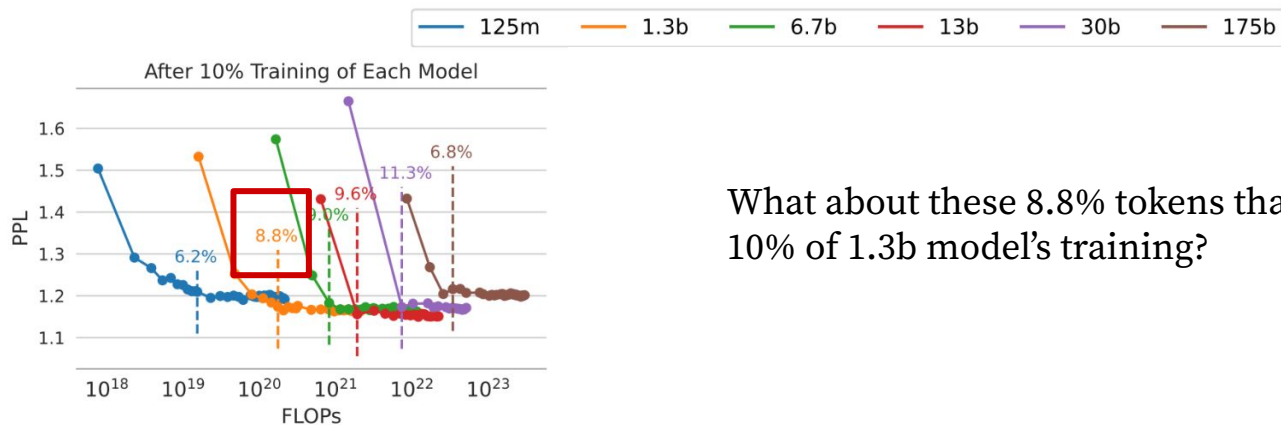 125m 1.3b 6.7b 13b 30b 175b
After 10% Training of Each Model
PPL
1.6
1.5
1.4
1.3
1.2
1.1
6.2%
8.8%
9.0%
9.6%
11.3%
6.8%
10^18 10^19 10^20 10^21 10^22 10^23
FLOPs
What about these 8.8% tokens
10% of 1.3b model’s training?